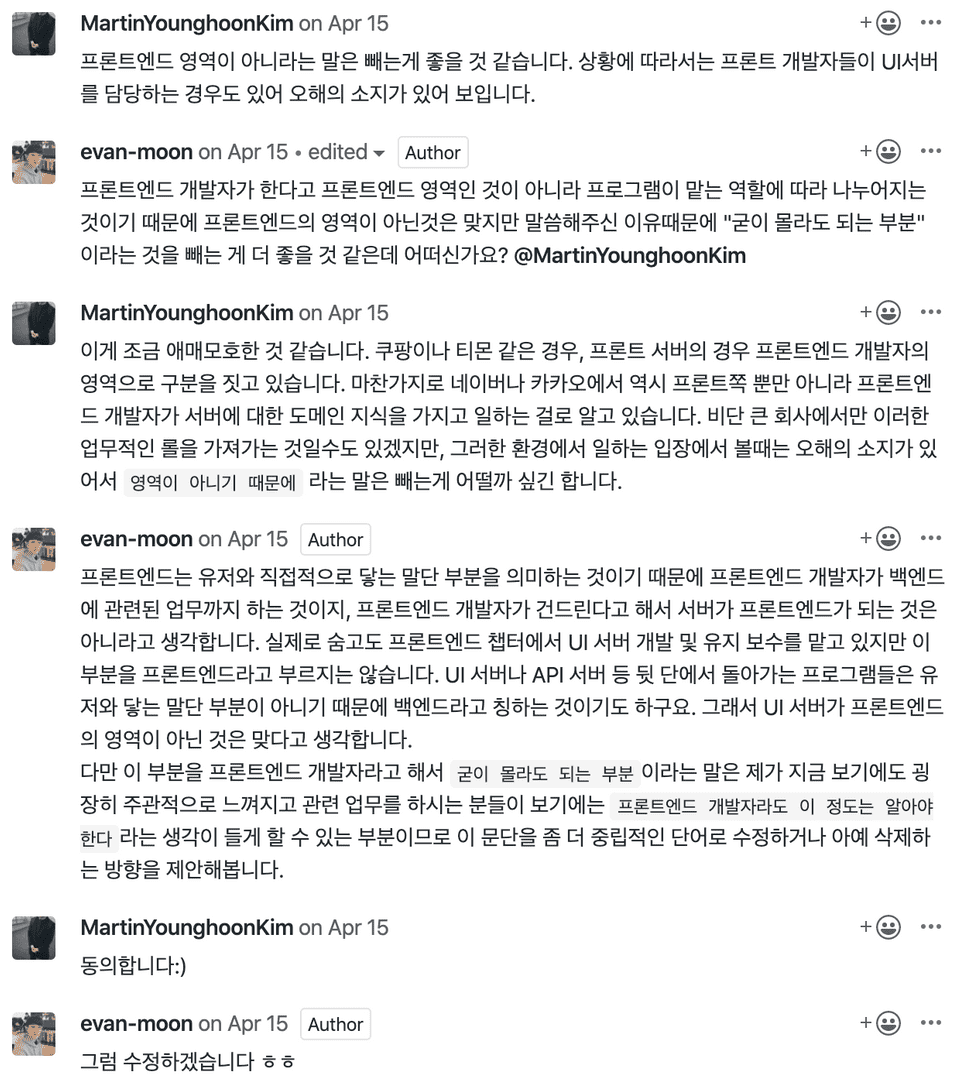 MartinYounghoonKim on Apr 15
프론트엔드 영역이 아니라는 말은 빼는게 좋을 것 같습니다. 상황에 따라서는 프론트 개발자들이 UI서버
를 담당하는 경우도 있어 오해의 소지가 있어 보입니다.
evan-moon on Apr 15 • edited Author
프론트엔드 개발자가 한다고 프론트엔드 영역인 것이 아니라 프로그램이 맡는 역할에 따라 나누어지는
것이기 때문에 프론트엔드의 영역이 아닌것은 맞지만 말씀해주신 이유때문에 "굳이 몰라도 되는 부분"
이라는 것을 빼는 게 더 좋을 것 같은데 어떠신가요? @MartinYounghoonKim
MartinYounghoonKim on Apr 15
이게 조금 애매모호한 것 같습니다. 쿠팡이나 티몬 같은 경우, 프론트 서버의 경우 프론트엔드 개발자의
영역으로 구분을 짓고 있습니다. 마찬가지로 네이버나 카카오에서 역시 프론트쪽 뿐만 아니라 프론트엔
드 개발자가 서버에 대한 도메인 지식을 가지고 일하는 걸로 알고 있습니다. 비단 큰 회사에서만 이러한
업무적인 롤을 가져가는 것일수도 있겠지만, 그러한 환경에서 일하는 입장에서 볼때는 오해의 소지가 있
어서 영역이 아니기 때문에 라는 말은 빼는게 어떨까 싶긴 합니다.
evan-moon on Apr 15 Author
프론트엔드는 유저와 직접적으로 닿는 말단 부분을 의미하는 것이기 때문에 프론트엔드 개발자가 백엔드
에 관련된 업무까지 하는 것이지, 프론트엔드 개발자가 건드린다고 해서 서버가 프론트엔드가 되는 것은
아니라고 생각합니다. 실제로 숨고도 프론트엔드 챕터에서 UI 서버 개발 및 유지 보수를 맡고 있지만 이
부분을 프론트엔드라고 부르지는 않습니다. UI 서버나 API 서버 등 뒷 단에서 돌아가는 프로그램들은 유
저와 닿는 말단 부분이 아니기 때문에 백엔드라고 칭하는 것이기도 하구요. 그래서 UI 서버가 프론트엔드
의 영역이 아닌 것은 맞다고 생각합니다.
다만 이 부분을 프론트엔드 개발자라고 해서 굳이 몰라도 되는 부분 이라는 말은 제가 지금 보기에도 굉
장히 주관적으로 느껴지고 관련 업무를 하시는 분들이 보기에는 프론트엔드 개발자라도 이 정도는 알아야
한다 라는 생각이 들게 할 수 있는 부분이므로 이 문단을 좀 더 중립적인 단어로 수정하거나 아예 삭제하
는 방향을 제안해봅니다.
MartinYounghoonKim on Apr 15
동의합니다:)
evan-moon on Apr 15 Author
그럼 수정하겠습니다 ㅎㅎ